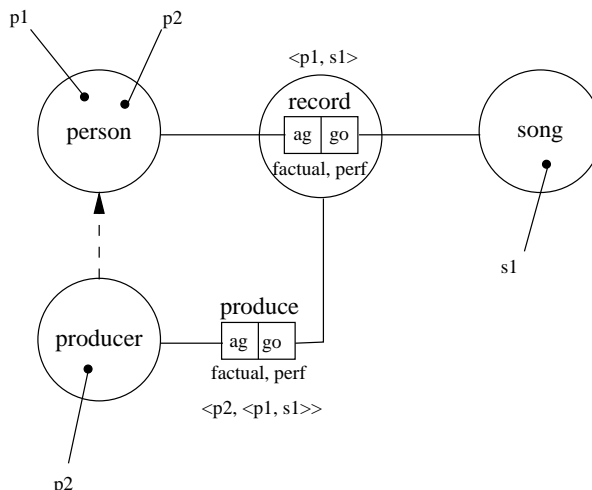 p1
p2
<p1, s1>
record
person
ag go
song
factual, perf
s1
produce
producer
ag go
factual, perf
<p2, <p1, s1>>
p2